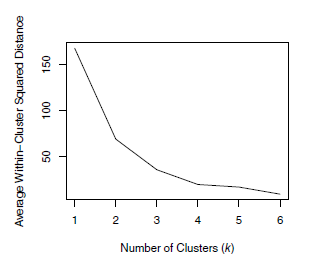 Average Within−Cluster Squared Distance
150
100
50
1 2 3 4 5 6
Number of Clusters (k)